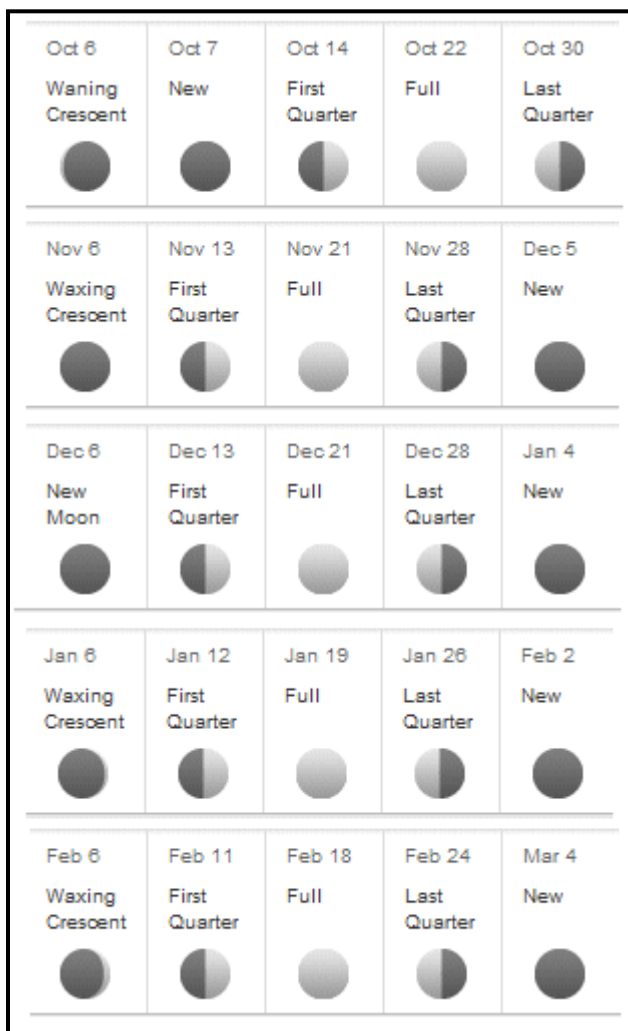 Oct 6 Oct 7 Oct 14 Oct 22 Oct 30
Waning New First Full Last
Crescent Quarter Quarter
Nov 6 Nov 13 Nov 21 Nov 28 Dec 5
Waxing First Full Last New
Crescent Quarter Quarter
Dec 6 Dec 13 Dec 21 Dec 28 Jan 4
New First Full Last New
Moon Quarter Quarter
Jan 6 Jan 12 Jan 19 Jan 26 Feb 2
Waxing First Full Last New
Crescent Quarter Quarter
Feb 6 Feb 11 Feb 18 Feb 24 Mar 4
Waxing First Full Last New
Crescent Quarter Quarter